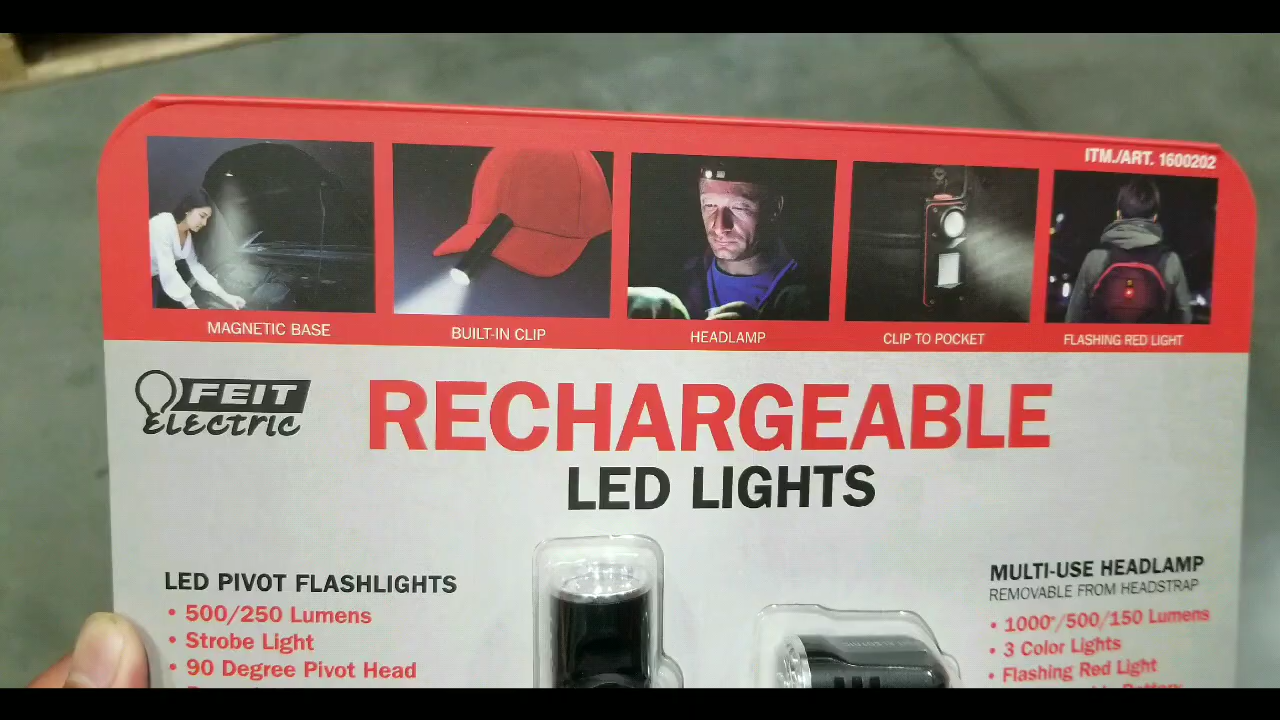 ITM./ART. 1600202
MAGNETIC BASE
BUILT-IN CLIP
HEADLAMP
CLIP TO POCKET
FLASHING RED LIGHT
FEIT
ELECTRIC
RECHARGEABLE
LED LIGHTS
LED PIVOT FLASHLIGHTS
• 500/250 Lumens
• Strobe Light
• 90 Degree Pivot Head
MULTI-USE HEADLAMP
REMOVABLE FROM HEADSTRAP
• 1000*/500/150 Lumens
• 3 Color Lights
• Flashing Red Light